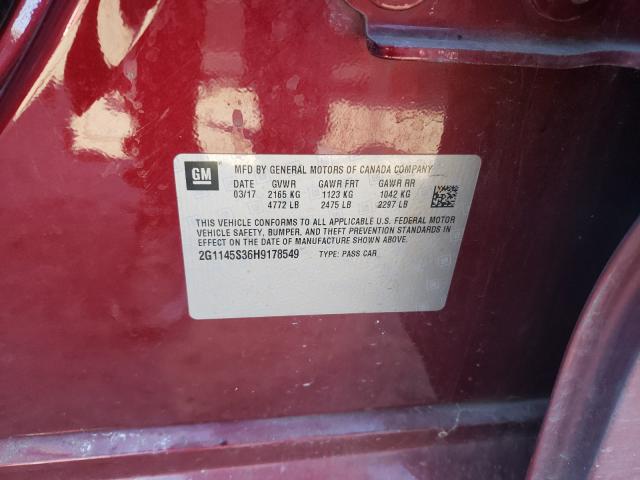 GM
MFD BY GENERAL MOTORS OF CANADA COMPANY
DATE GVWR GAWR FRT GAWR RR
03/17 2165 KG 1123 KG 1042 KG
4772 LB 2475 LB 2297 LB
THIS VEHICLE CONFORMS TO ALL APPLICABLE U.S. FEDERAL MOTOR
VEHICLE SAFETY, BUMPER, AND THEFT PREVENTION STANDARDS IN
EFFECT ON THE DATE OF MANUFACTURE SHOWN ABOVE.
2G1145S36H9178549 TYPE: PASS CAR